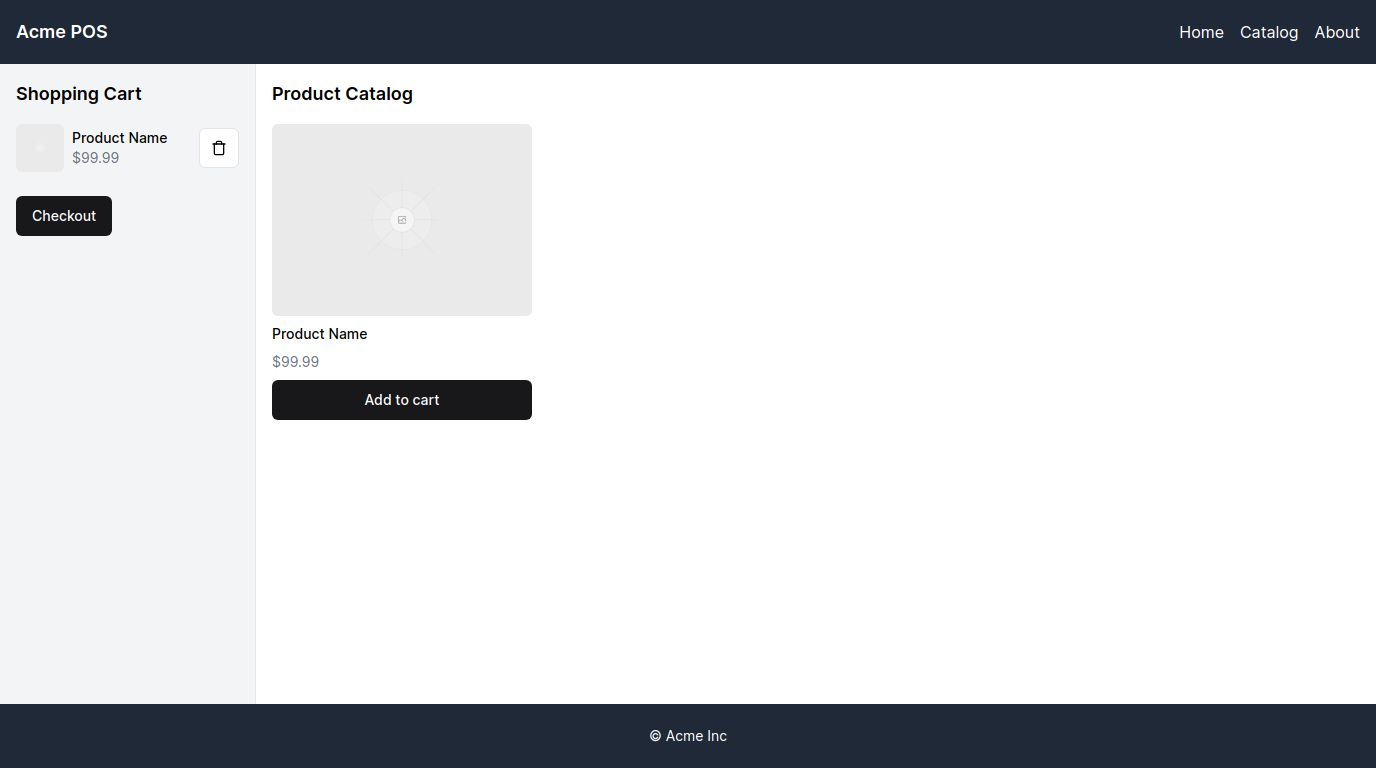 Acme POS
Home Catalog About
Shopping Cart
Product Name
$99.99
Checkout
Product Catalog
Product Name
$99.99
Add to cart
© Acme Inc